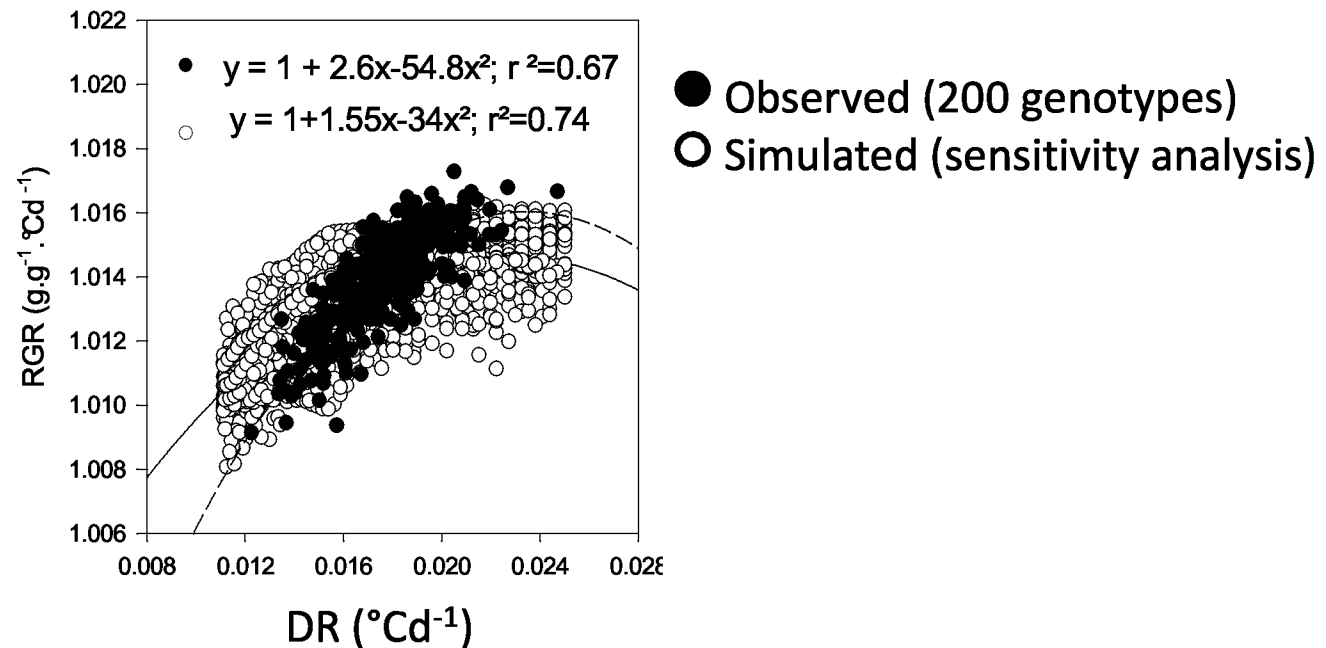 1.022
1.020
1.018
1.016
1.014
1.012
1.010
1.008
1.006
RGR (g.g⁻¹.°Cd⁻¹)
y = 1 + 2.6x-54.8x²; r ²=0.67
y = 1+1.55x-34x²; r²=0.74
Observed (200 genotypes)
Simulated (sensitivity analysis)
0.008 0.012 0.016 0.020 0.024 0.028
DR (°Cd⁻¹)